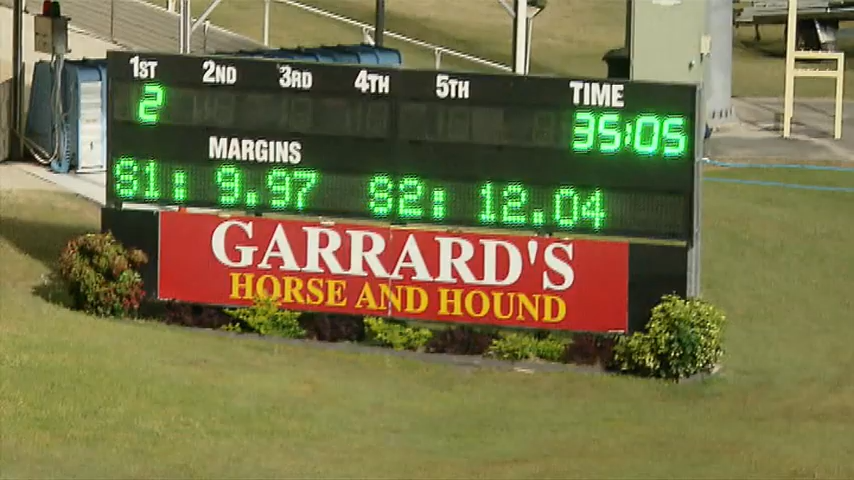 1ST 2ND 3RD 4TH 5TH TIME
2 35:05
MARGINS
S1: 9.97 S2: 12.04
GARRARD'S
HORSE AND HOUND